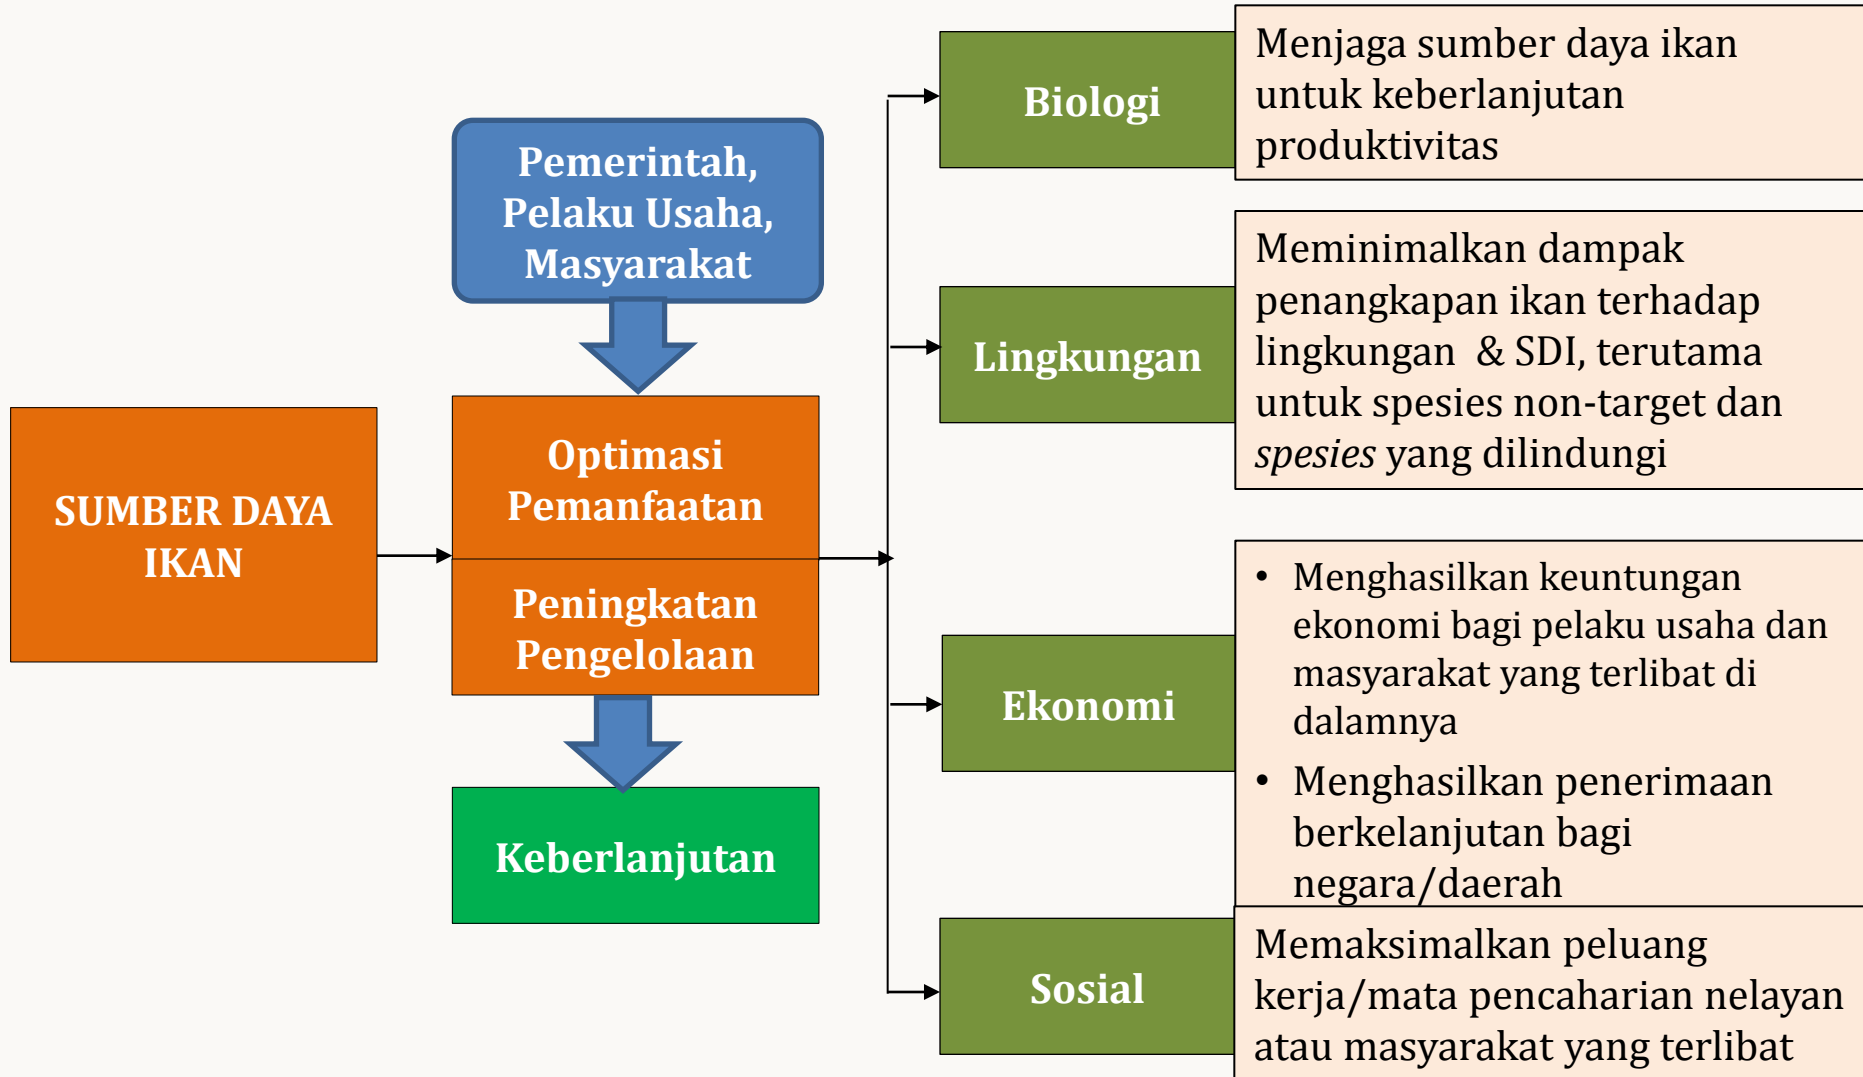 SUMBER DAYA
IKAN
Pemerintah,
Pelaku Usaha,
Masyarakat
Optimasi
Pemanfaatan
Peningkatan
Pengelolaan
Keberlanjutan
Biologi
Menjaga sumber daya ikan
untuk keberlanjutan
produktivitas
Lingkungan
Meminimalkan dampak
penangkapan ikan terhadap
lingkungan & SDI, terutama
untuk spesies non-target dan
spesies yang dilindungi
Ekonomi
• Menghasilkan keuntungan
ekonomi bagi pelaku usaha dan
masyarakat yang terlibat di
dalamnya
• Menghasilkan penerimaan
berkelanjutan bagi
negara/daerah
Sosial
Memaksimalkan peluang
kerja/mata pencaharian nelayan
atau masyarakat yang terlibat